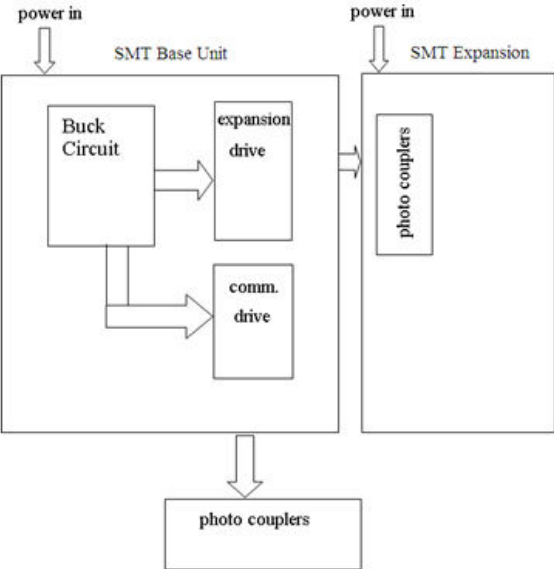 power in
power in
SMT Base Unit
SMT Expansion
Buck
Circuit
expansion
drive
photo couplers
comm.
drive
photo couplers